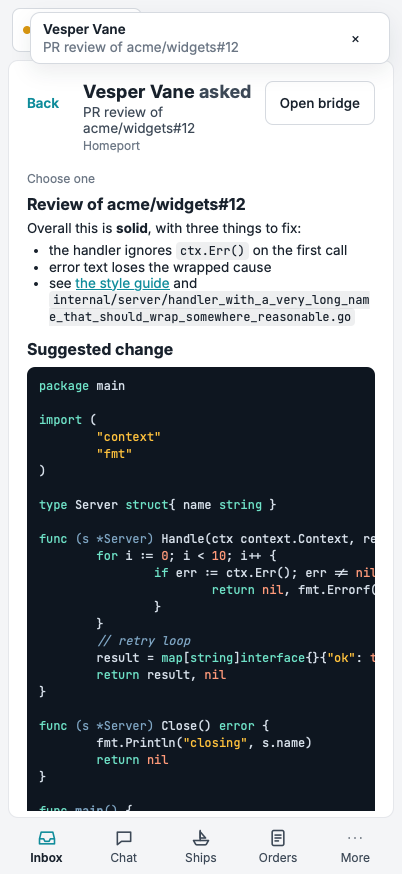 Vesper Vane
PR review of acme/widgets#12
×
Back
Vesper Vane asked
PR review of
acme/widgets#12
Homeport
Open bridge
Choose one
Review of acme/widgets#12
Overall this is solid, with three things to fix:
• the handler ignores ctx.Err() on the first call
• error text loses the wrapped cause
• see the style guide and
internal/server/handler_with_a_very_long_nam
e_that_should_wrap_somewhere_reasonable.go
Suggested change
package main
import (
"context"
"fmt"
)
type Server struct{ name string }
func (s *Server) Handle(ctx context.Context, re
for i := 0; i < 10; i++ {
if err := ctx.Err(); err != nil
return nil, fmt.Errorf(
}
}
// retry loop
result = map[string]interface{}{"ok": t
return result, nil
}
func (s *Server) Close() error {
fmt.Println("closing", s.name)
return nil
}
func main() {
Inbox
Chat
Ships
Orders
More